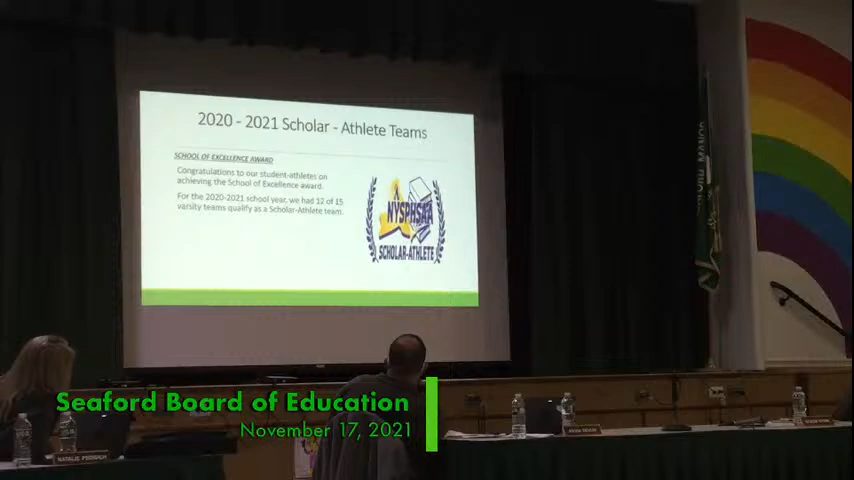 2020 - 2021 Scholar - Athlete Teams
SCHOOL OF EXCELLENCE AWARD
Congratulations to our student-athletes on
achieving the School of Excellence award.
For the 2020-2021 school year, we had 12 of 15
varsity teams qualify as a Scholar-Athlete team.
NYSPHSAA
SCHOLAR-ATHLETE
Seaford Board of Education
November 17, 2021
NATALIE